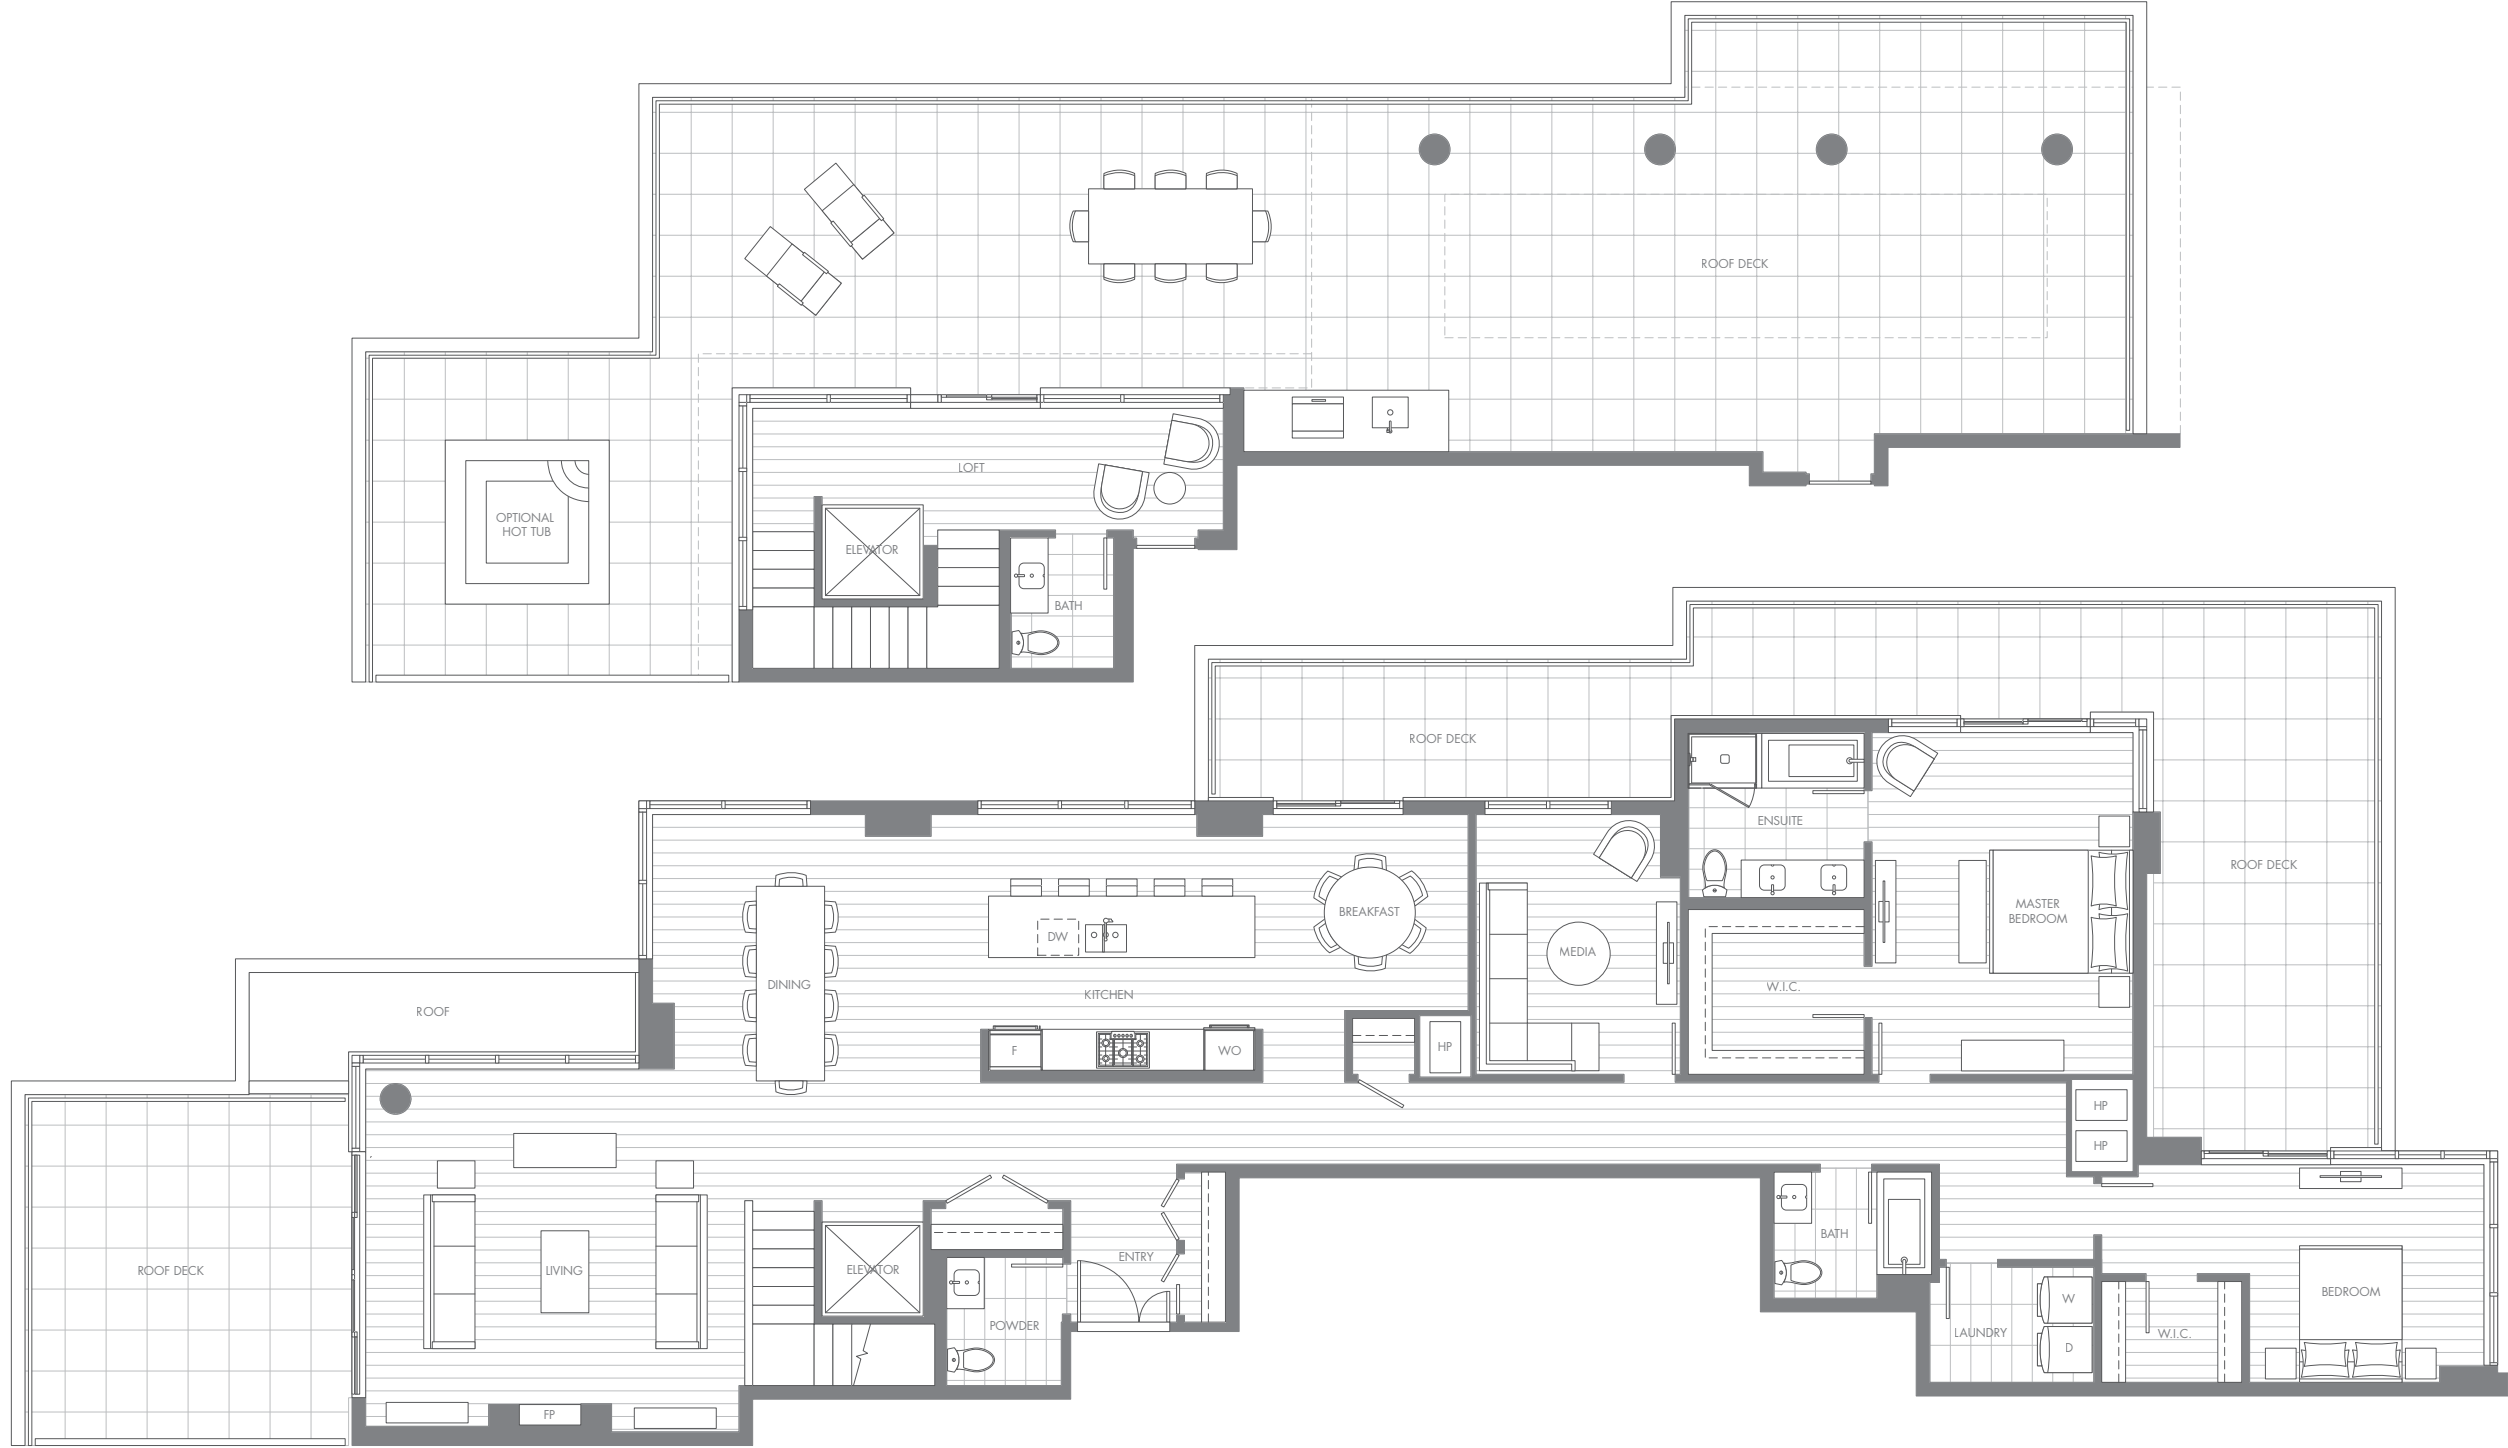 ROOF DECK
LOFT
OPTIONAL
HOT TUB
ELEVATOR
BATH
ROOF DECK
ENSUITE
ROOF DECK
MASTER
BEDROOM
BREAKFAST
DW
MEDIA
DINING
KITCHEN
W.I.C.
ROOF
F
WO
HP
HP
HP
BATH
ENTRY
ROOF DECK
LIVING
ELEVATOR
BEDROOM
W
POWDER
LAUNDRY
W.I.C.
D
FP